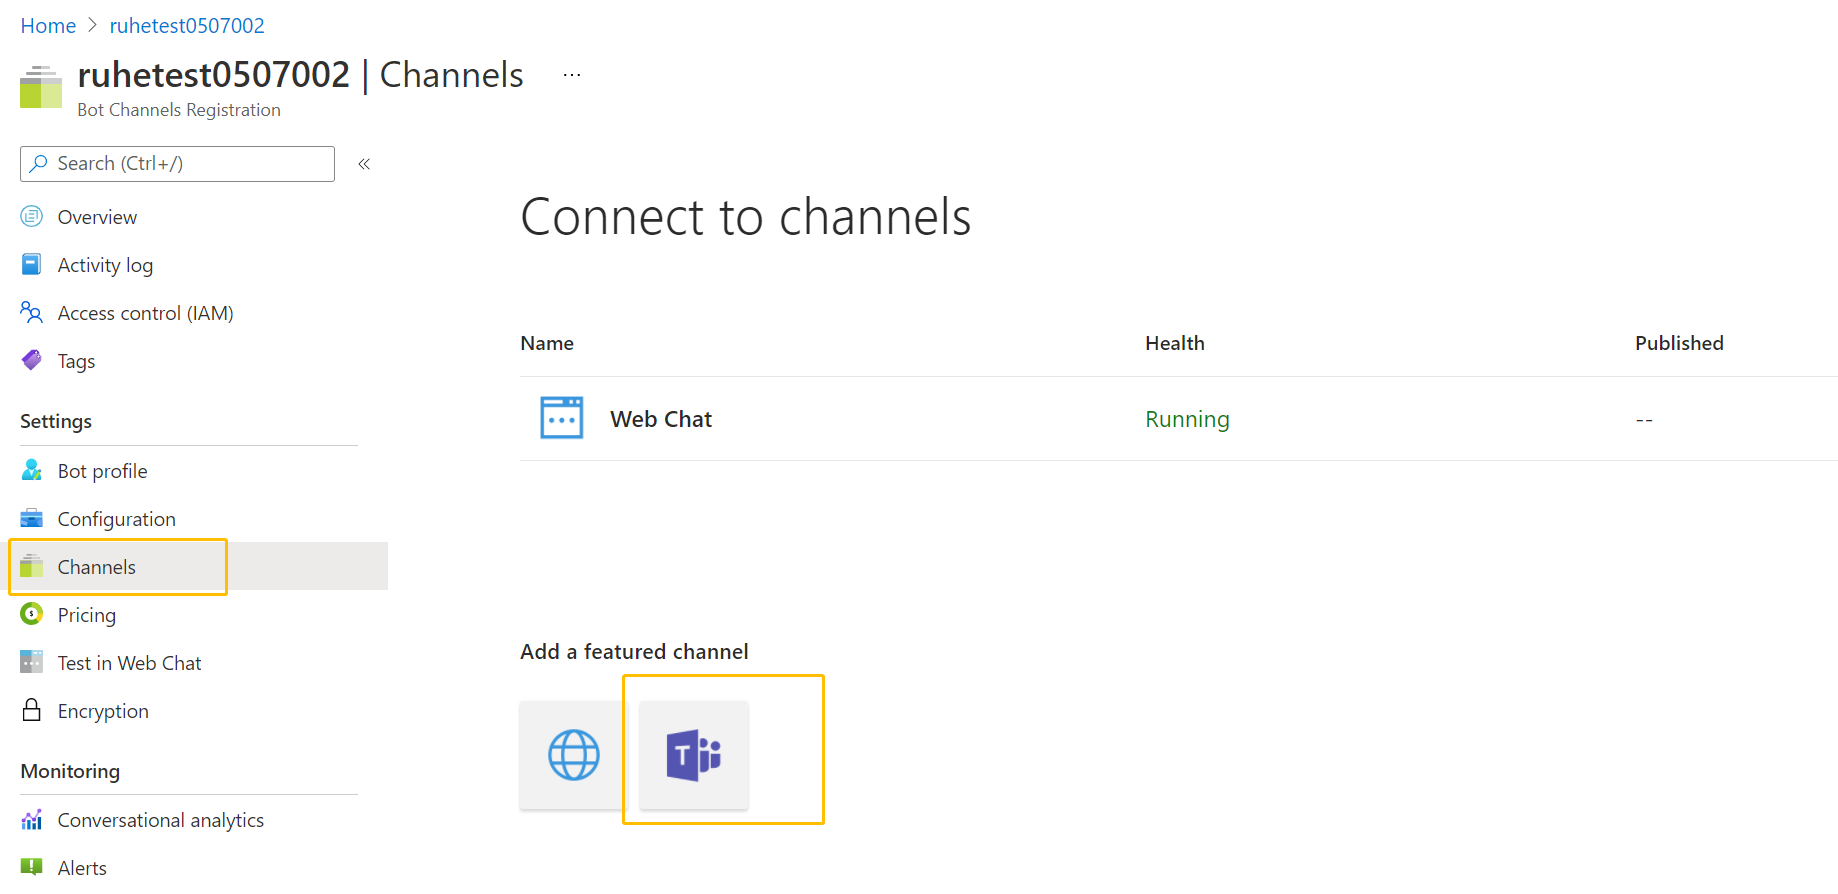 Home > ruhetest0507002
ruhetest0507002 | Channels ...
Bot Channels Registration
Search (Ctrl+/) «
Overview
Activity log
Access control (IAM)
Tags
Settings
Bot profile
Configuration
Channels
Pricing
Test in Web Chat
Encryption
Monitoring
Conversational analytics
Alerts
Connect to channels
Name Health Published
Web Chat Running --
Add a featured channel
T